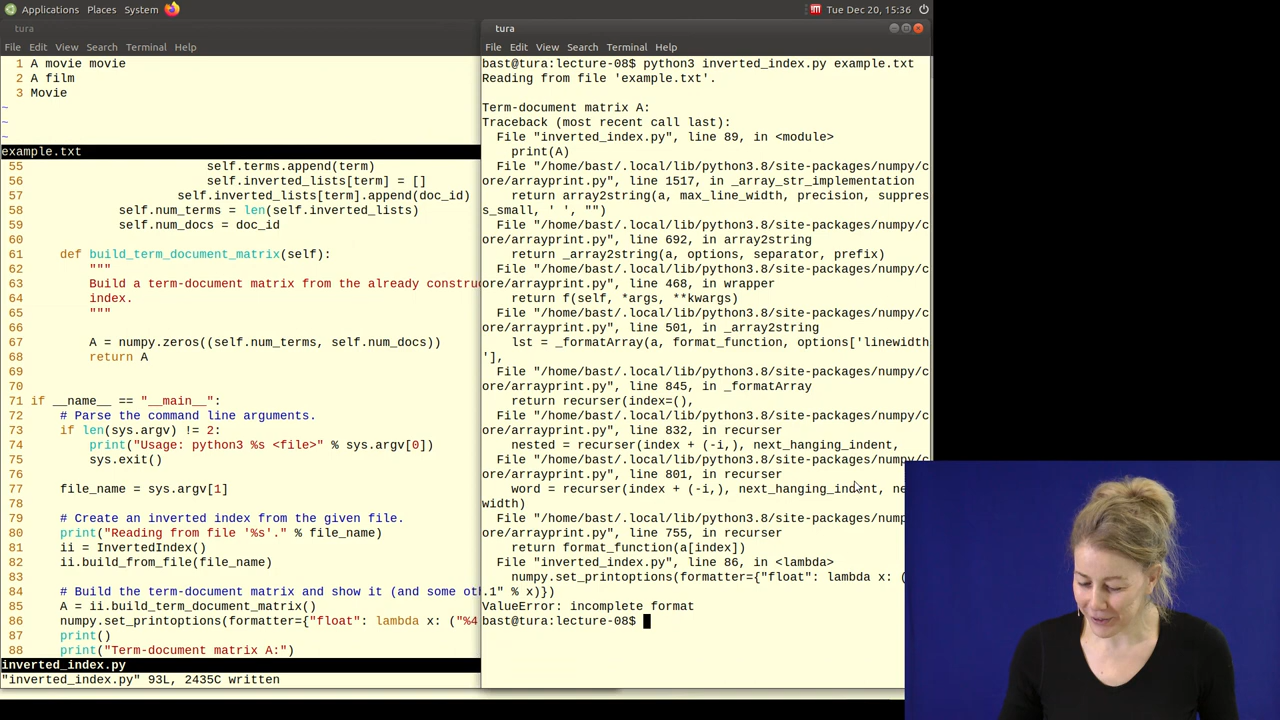 Applications Places System Tue Dec 20, 15:36
tura
File Edit View Search Terminal Help
1 A movie movie
2 A film
3 Movie
~
~
~
example.txt
55 self.terms.append(term)
56 self.inverted_lists[term] = []
57 self.inverted_lists[term].append(doc_id)
58 self.num_terms = len(self.inverted_lists)
59 self.num_docs = doc_id
60
61 def build_term_document_matrix(self):
62 """
63 Build a term-document matrix from the already constru
64 index.
65 """
66
67 A = numpy.zeros((self.num_terms, self.num_docs))
68 return A
69
70
71 if __name__ == "__main__":
72 # Parse the command line arguments.
73 if len(sys.argv) != 2:
74 print("Usage: python3 %s <file>" % sys.argv[0])
75 sys.exit()
76
77 file_name = sys.argv[1]
78
79 # Create an inverted index from the given file.
80 print("Reading from file '%s'." % file_name)
81 ii = InvertedIndex()
82 ii.build_from_file(file_name)
83
84 # Build the term-document matrix and show it (and some ot
85 A = ii.build_term_document_matrix()
86 numpy.set_printoptions(formatter={"float": lambda x: ("%4
87 print()
88 print("Term-document matrix A:")
inverted_index.py
"inverted_index.py" 93L, 2435C written
tura
File Edit View Search Terminal Help
bast@tura:lecture-08$ python3 inverted_index.py example.txt
Reading from file 'example.txt'.
Term-document matrix A:
Traceback (most recent call last):
File "inverted_index.py", line 89, in <module>
print(A)
File "/home/bast/.local/lib/python3.8/site-packages/numpy/c
ore/arrayprint.py", line 1517, in _array_str_implementation
return array2string(a, max_line_width, precision, suppres
s_small, ' ', "")
File "/home/bast/.local/lib/python3.8/site-packages/numpy/c
ore/arrayprint.py", line 692, in array2string
return _array2string(a, options, separator, prefix)
File "/home/bast/.local/lib/python3.8/site-packages/numpy/c
ore/arrayprint.py", line 468, in wrapper
return f(self, *args, **kwargs)
File "/home/bast/.local/lib/python3.8/site-packages/numpy/c
ore/arrayprint.py", line 501, in _array2string
lst = _formatArray(a, format_function, options['linewidth
'],
File "/home/bast/.local/lib/python3.8/site-packages/numpy/c
ore/arrayprint.py", line 845, in _formatArray
return recurser(index=(),
File "/home/bast/.local/lib/python3.8/site-packages/numpy/c
ore/arrayprint.py", line 832, in recurser
nested = recurser(index + (-i,), next_hanging_indent,
File "/home/bast/.local/lib/python3.8/site-packages/numpy/c
ore/arrayprint.py", line 801, in recurser
word = recurser(index + (-i,), next_hanging_indent, ne
width)
File "/home/bast/.local/lib/python3.8/site-packages/nump
ore/arrayprint.py", line 755, in recurser
return format_function(a[index])
File "inverted_index.py", line 86, in <lambda>
numpy.set_printoptions(formatter={"float": lambda x: (
.1" % x)})
ValueError: incomplete format
bast@tura:lecture-08$